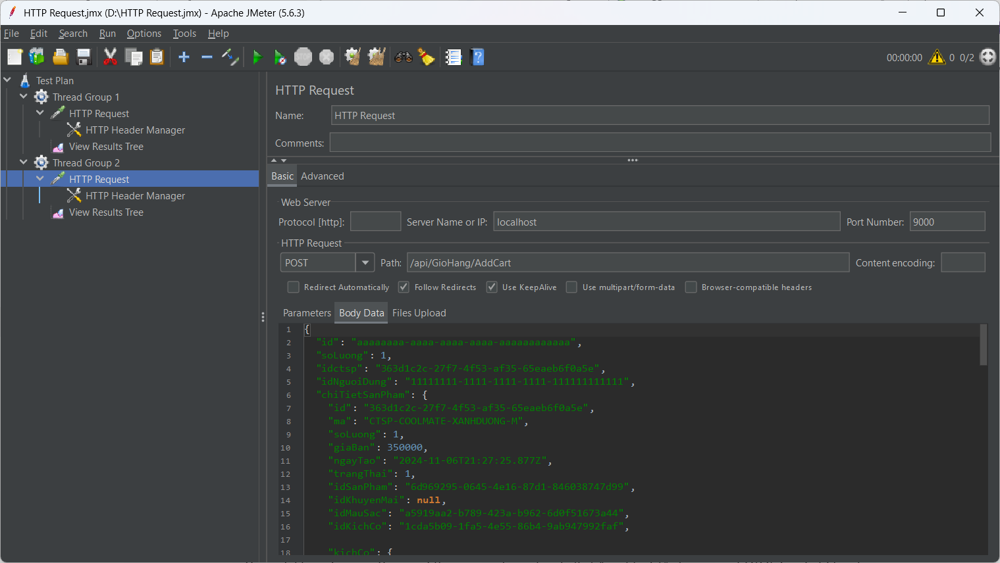 HTTP Request.jmx (D:\HTTP Request.jmx) - Apache JMeter (5.6.3)
File Edit Search Run Options Tools Help
STOP 00:00:00 0 0/2
Test Plan
Thread Group 1
HTTP Request
HTTP Header Manager
View Results Tree
Thread Group 2
HTTP Request
HTTP Header Manager
View Results Tree
HTTP Request
Name: HTTP Request
Comments:
Basic Advanced
Web Server
Protocol [http]: Server Name or IP: localhost Port Number: 9000
HTTP Request
POST Path: /api/GioHang/AddCart Content encoding:
Redirect Automatically Follow Redirects Use KeepAlive Use multipart/form-data Browser-compatible headers
Parameters Body Data Files Upload
1 {
2 "id": "aaaaaaaa-aaaa-aaaa-aaaa-aaaaaaaaaaaa",
3 "soLuong": 1,
4 "idctsp": "363d1c2c-27f7-4f53-af35-65eaeb6f0a5e",
5 "idNguoiDung": "11111111-1111-1111-1111-111111111111",
6 "chiTietSanPham": {
7 "id": "363d1c2c-27f7-4f53-af35-65eaeb6f0a5e",
8 "ma": "CTSP-COOLMATE-XANHDUONG-M",
9 "soLuong": 1,
10 "giaBan": 350000,
11 "ngayTao": "2024-11-06T21:27:25.877Z",
12 "trangThai": 1,
13 "idSanPham": "6d969295-0645-4e16-87d1-846038747d99",
14 "idKhuyenMai": null,
15 "idMauSac": "a5919aa2-b789-423a-b962-6d0f51673a44",
16 "idKichCo": "1cda5b09-1fa5-4e55-86b4-9ab947992faf",
17
18 "kichCo": {